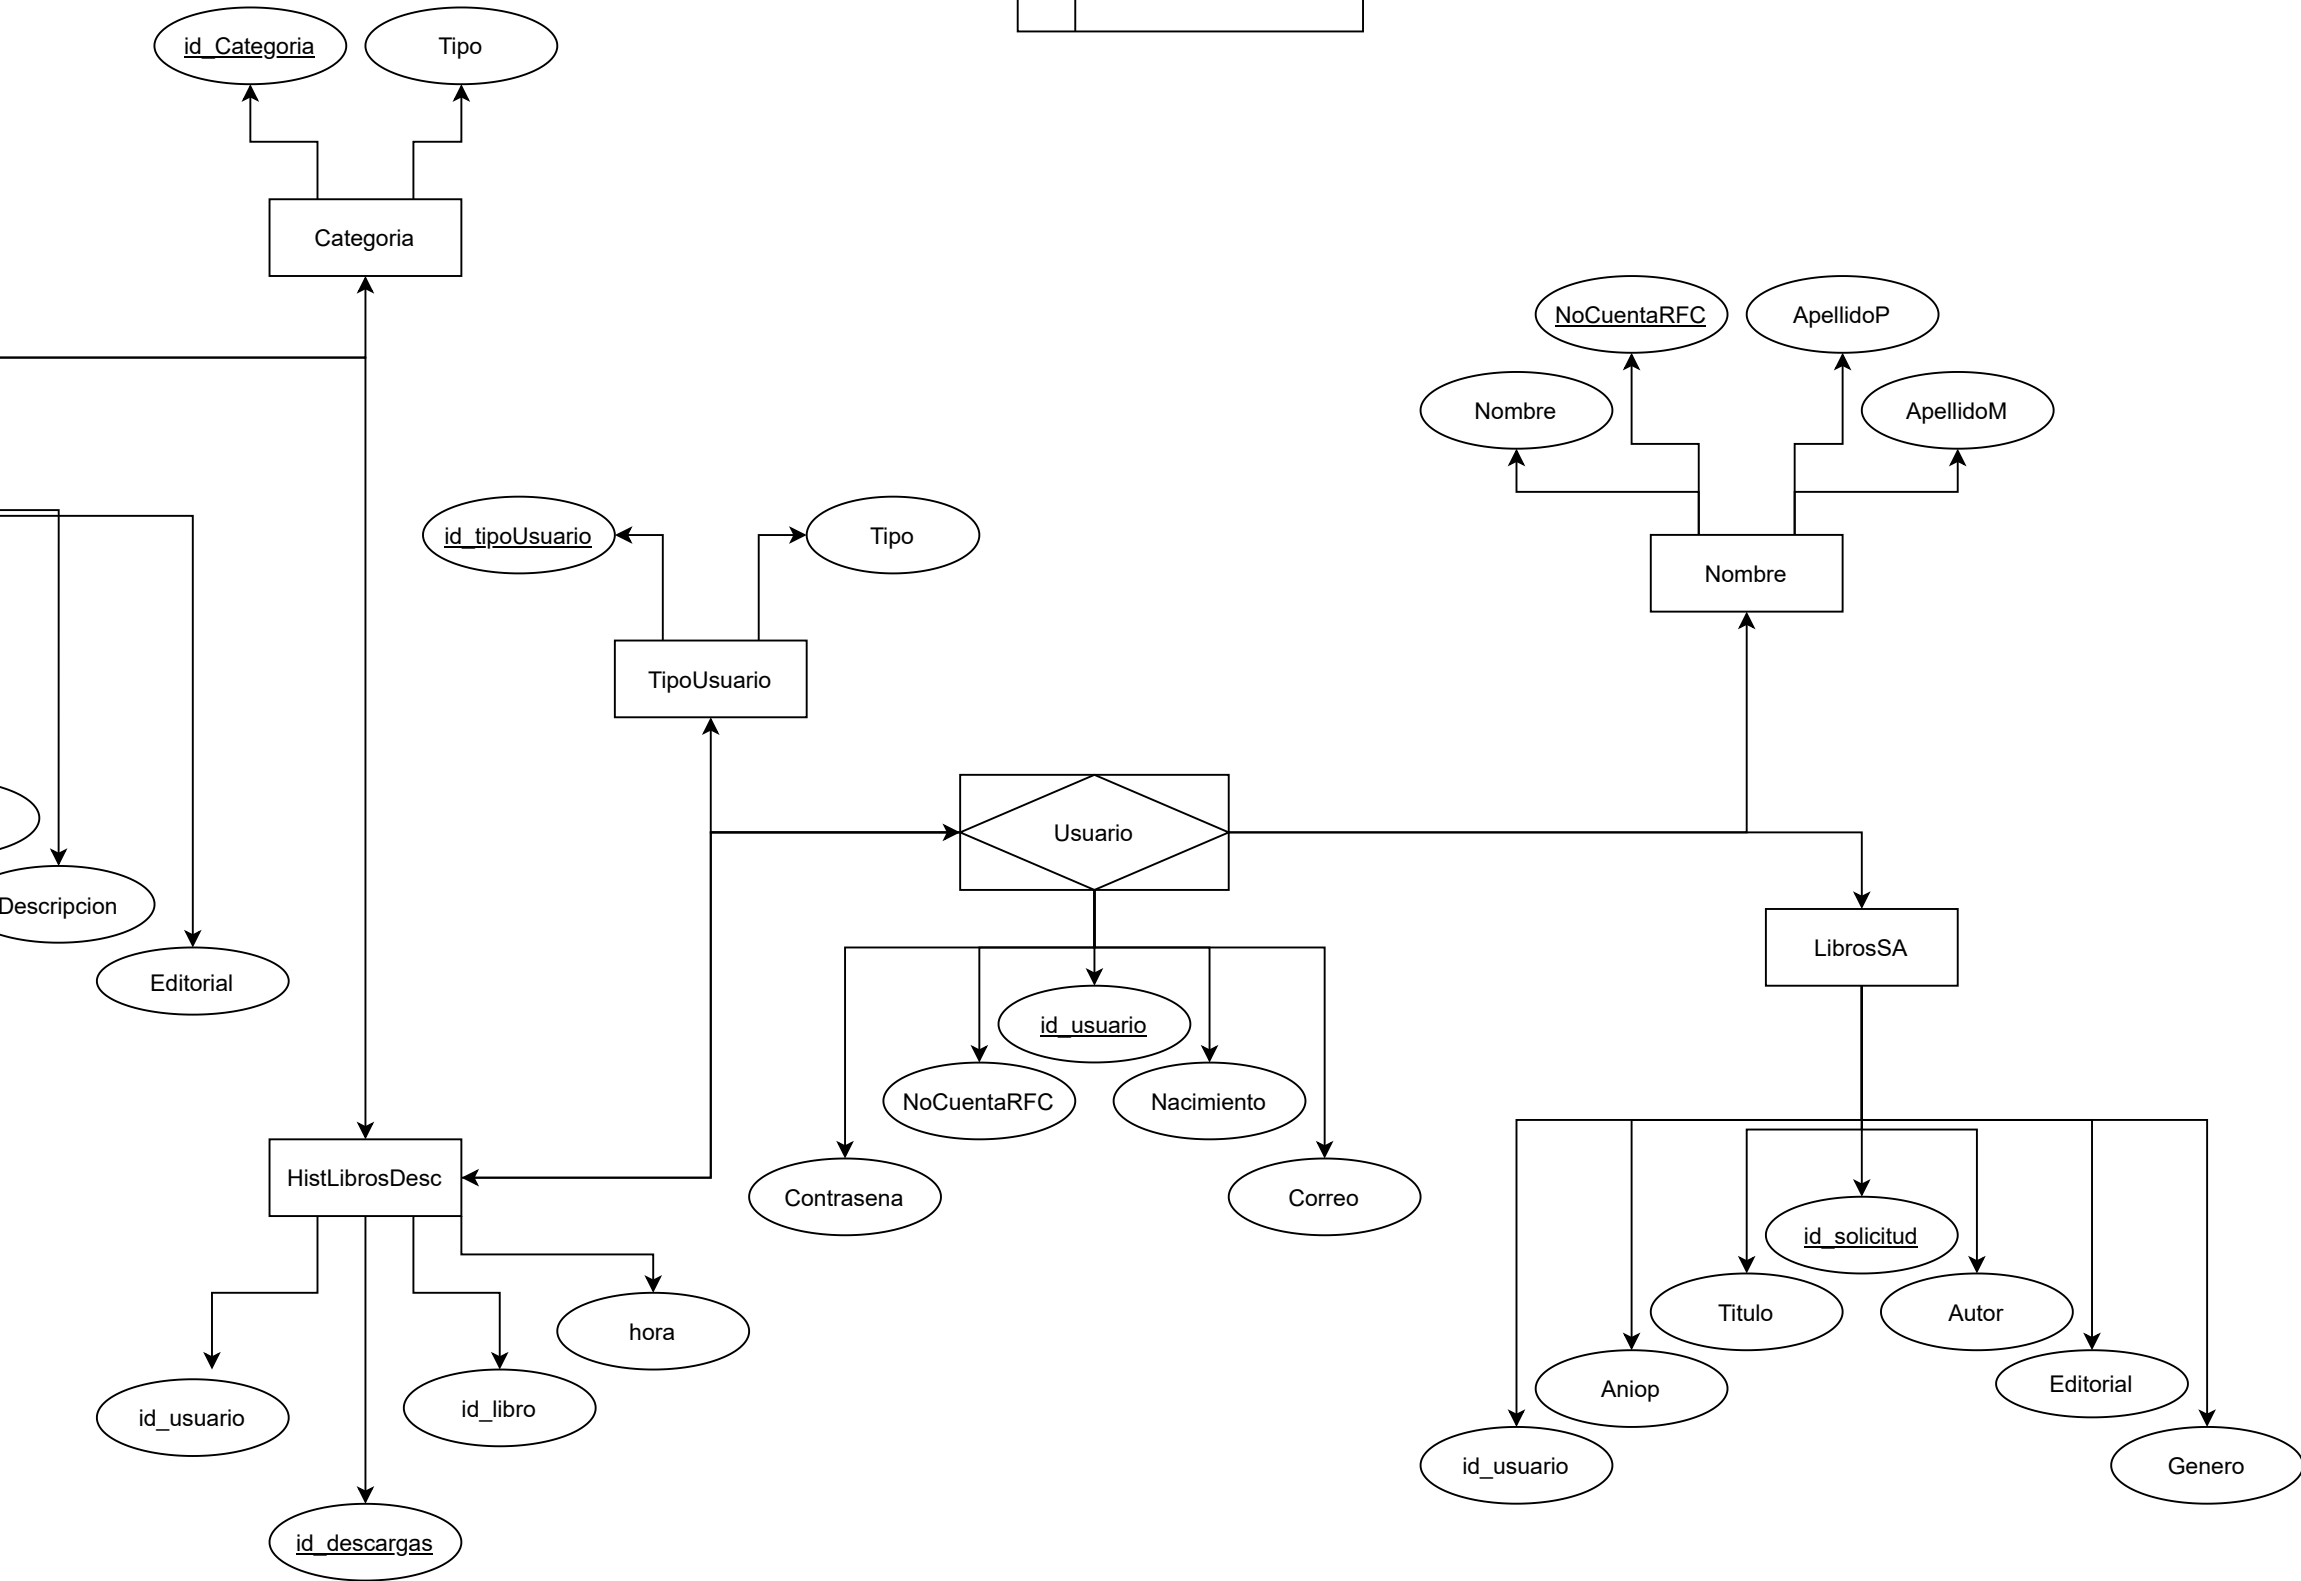 id_Categoria
Tipo
Categoria
NoCuentaRFC
ApellidoP
Nombre
ApellidoM
id_tipoUsuario
Tipo
Nombre
TipoUsuario
Usuario
Descripcion
LibrosSA
Editorial
id_usuario
NoCuentaRFC
Nacimiento
HistLibrosDesc
Contrasena
Correo
id_solicitud
hora
Titulo
Autor
Aniop
Editorial
id_usuario
id_libro
id_usuario
Genero
id_descargas